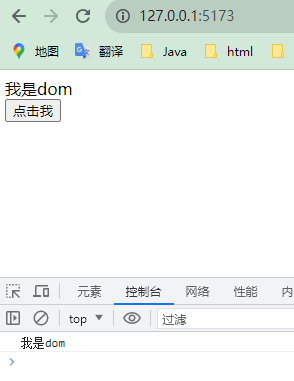 127.0.0.1:5173
地图 翻译 Java html
我是dom
点击我
元素 控制台 网络 性能
top 过滤
我是dom